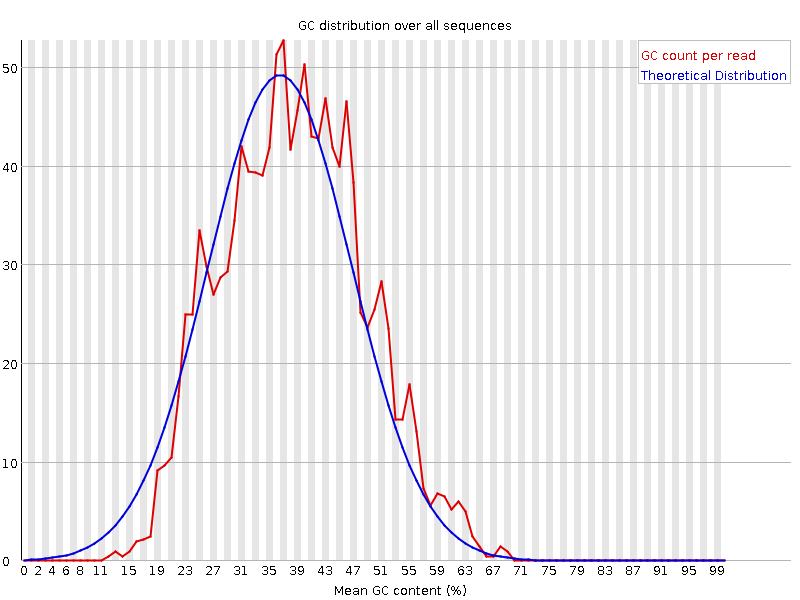 GC distribution over all sequences
GC count per read
Theoretical Distribution
50
40
30
20
10
0
0 2 4 6 8 11 15 19 23 27 31 35 39 43 47 51 55 59 63 67 71 75 79 83 87 91 95 99
Mean GC content (%)